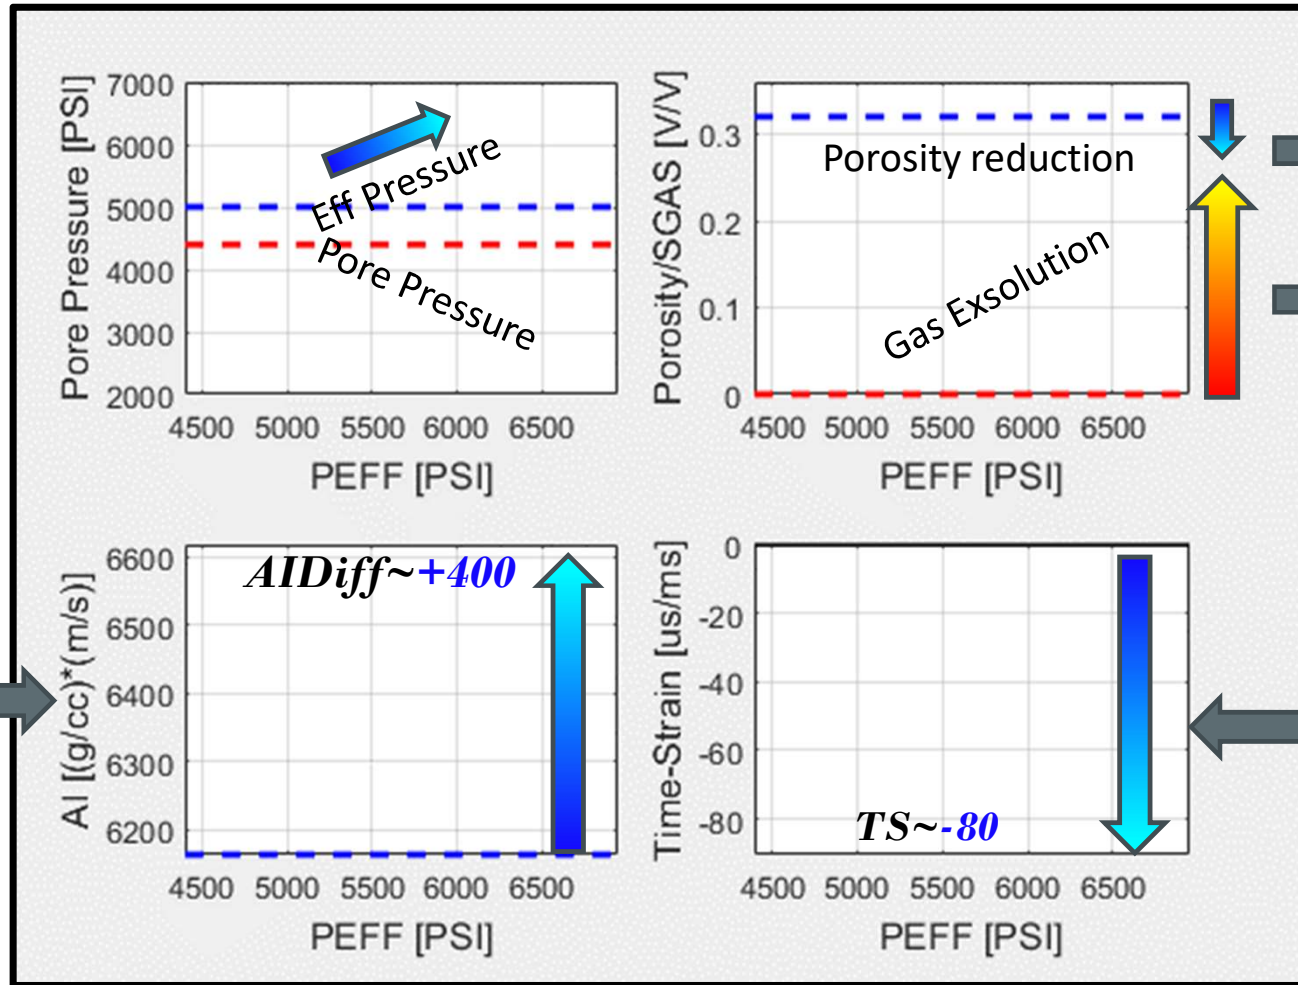 Pore Pressure [PSI]
7000
6000
5000
4000
3000
2000
Eff Pressure
Pore Pressure
4500 5000 5500 6000 6500
PEFF [PSI]
Porosity/SGAS [V/V]
0.3
0.2
0.1
0
Porosity reduction
Gas Exsolution
4500 5000 5500 6000 6500
PEFF [PSI]
AI [(g/cc)*(m/s)]
6600
6500
6400
6300
6200
AIDiff~+400
4500 5000 5500 6000 6500
PEFF [PSI]
Time-Strain [us/ms]
0
-20
-40
-60
-80
TS~-80
4500 5000 5500 6000 6500
PEFF [PSI]